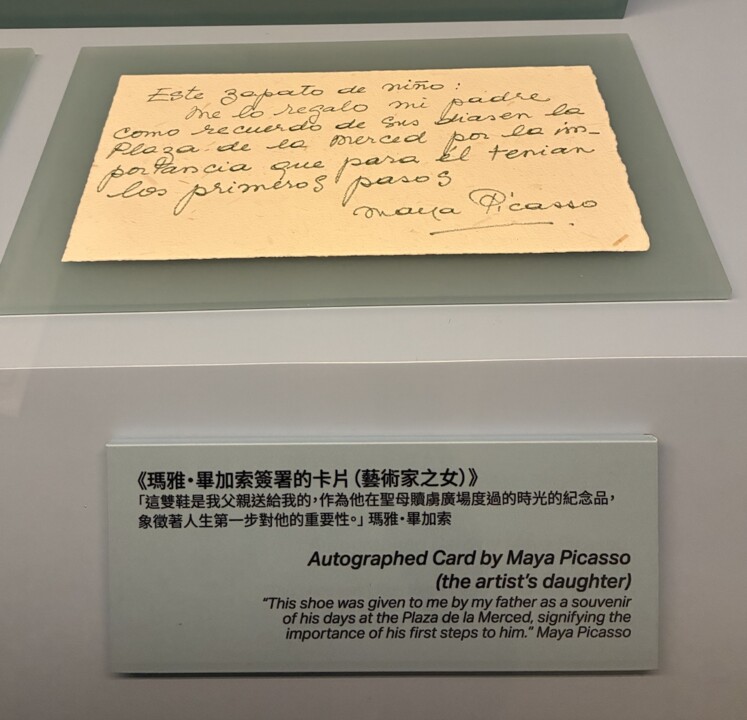 Este zapato de niño:
Me lo regalo mi padre
como recuerdo de sus dias en la
Plaza de la Merced por la im-
portancia que para él tenian
los primeros pasos
Maya Picasso
《瑪雅•畢加索簽署的卡片(藝術家之女)》
「這雙鞋是我父親送給我的,作為他在聖母贖虜廣場度過的時光的紀念品,
象徵著人生第一步對他的重要性。」瑪雅•畢加索
Autographed Card by Maya Picasso
(the artist's daughter)
"This shoe was given to me by my father as a souvenir
of his days at the Plaza de la Merced, signifying the
importance of his first steps to him." Maya Picasso